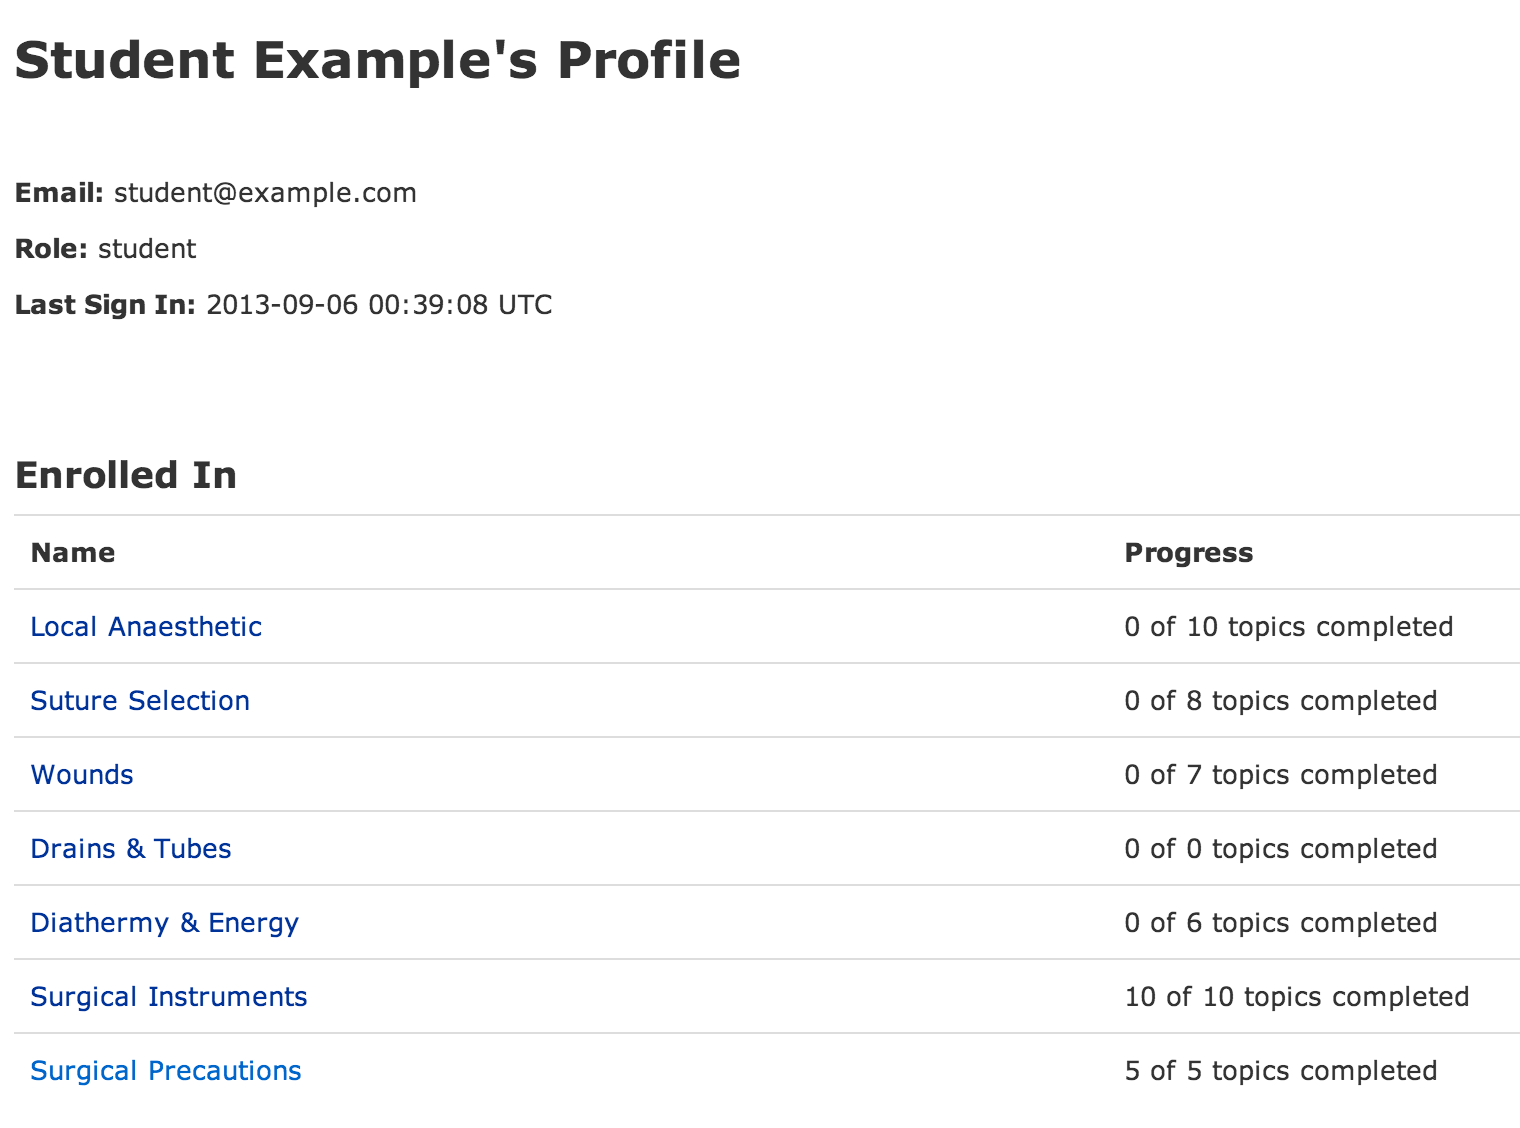 Student Example's Profile
Email: student@example.com
Role: student
Last Sign In: 2013-09-06 00:39:08 UTC
Enrolled In
Name Progress
Local Anaesthetic 0 of 10 topics completed
Suture Selection 0 of 8 topics completed
Wounds 0 of 7 topics completed
Drains & Tubes 0 of 0 topics completed
Diathermy & Energy 0 of 6 topics completed
Surgical Instruments 10 of 10 topics completed
Surgical Precautions 5 of 5 topics completed